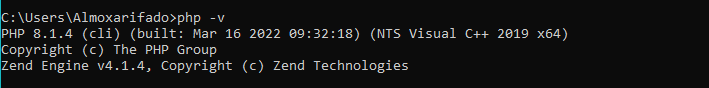 C:\Users\Almoxarifado>php -v
PHP 8.1.4 (cli) (built: Mar 16 2022 09:32:18) (NTS Visual C++ 2019 x64)
Copyright (c) The PHP Group
Zend Engine v4.1.4, Copyright (c) Zend Technologies